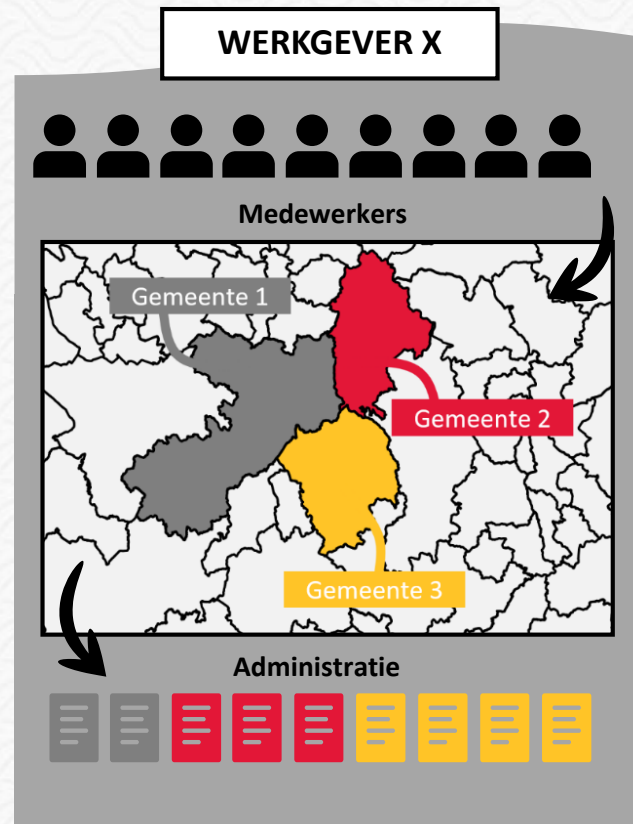 WERKGEVER X
Medewerkers
Gemeente 1
Gemeente 2
Gemeente 3
Administratie